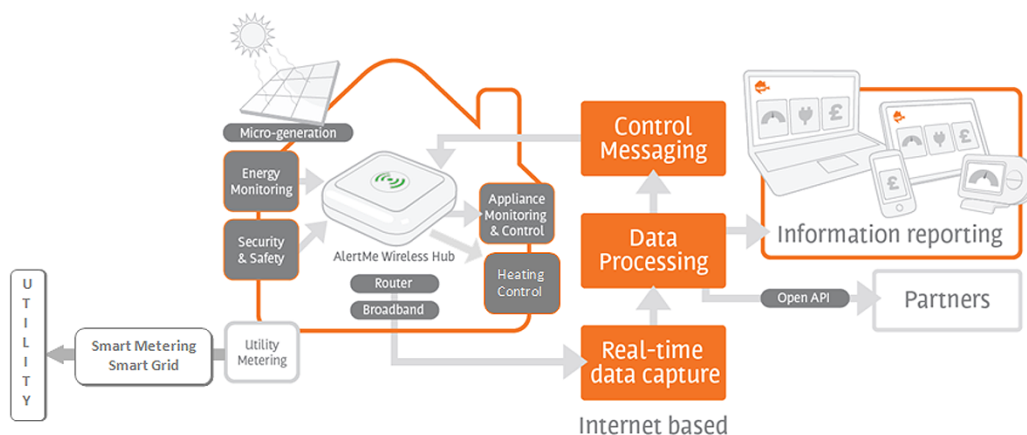 Micro-generation
Energy
Monitoring
Security
& Safety
AlertMe Wireless Hub
Router
Broadband
Appliance
Monitoring
& Control
Heating
Control
Utility
Metering
Smart Metering
Smart Grid
UTILITY
Control
Messaging
Data
Processing
Real-time
data capture
Internet based
£
£
£
Information reporting
Open API
Partners